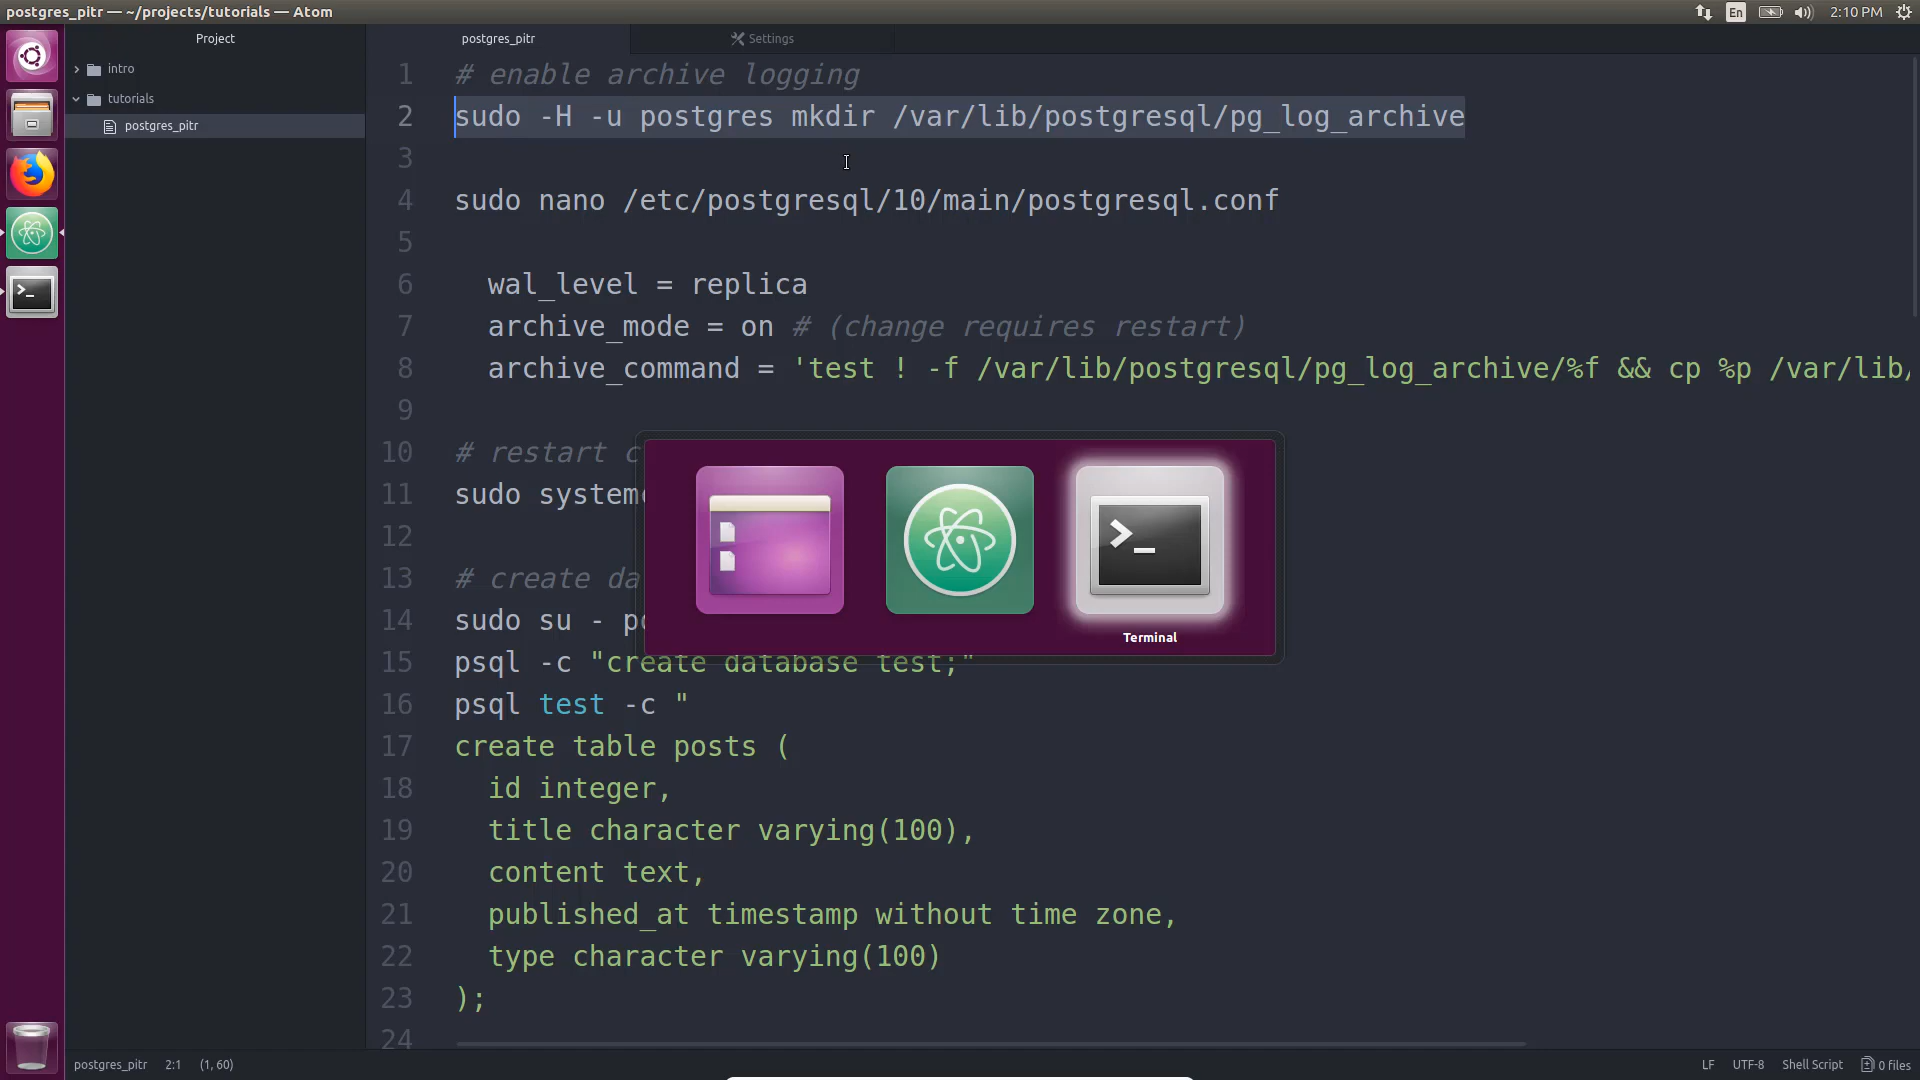 postgres_pitr — ~/projects/tutorials — Atom
En
2:10 PM
Project
postgres_pitr
Settings
intro
tutorials
postgres_pitr
1 # enable archive logging
2 sudo -H -u postgres mkdir /var/lib/postgresql/pg_log_archive
3
4 sudo nano /etc/postgresql/10/main/postgresql.conf
5
6 wal_level = replica
7 archive_mode = on # (change requires restart)
8 archive_command = 'test ! -f /var/lib/postgresql/pg_log_archive/%f && cp %p /var/lib/
9
10 # restart
11 sudo
12
13 # create
14 sudo su -
15 psql -c "create database test;"
16 psql test -c "
17 create table posts (
18 id integer,
19 title character varying(100),
20 content text,
21 published_at timestamp without time zone,
22 type character varying(100)
23 );
24
Terminal
postgres_pitr 2:1 (1, 60)
LF UTF-8 Shell Script 0 files